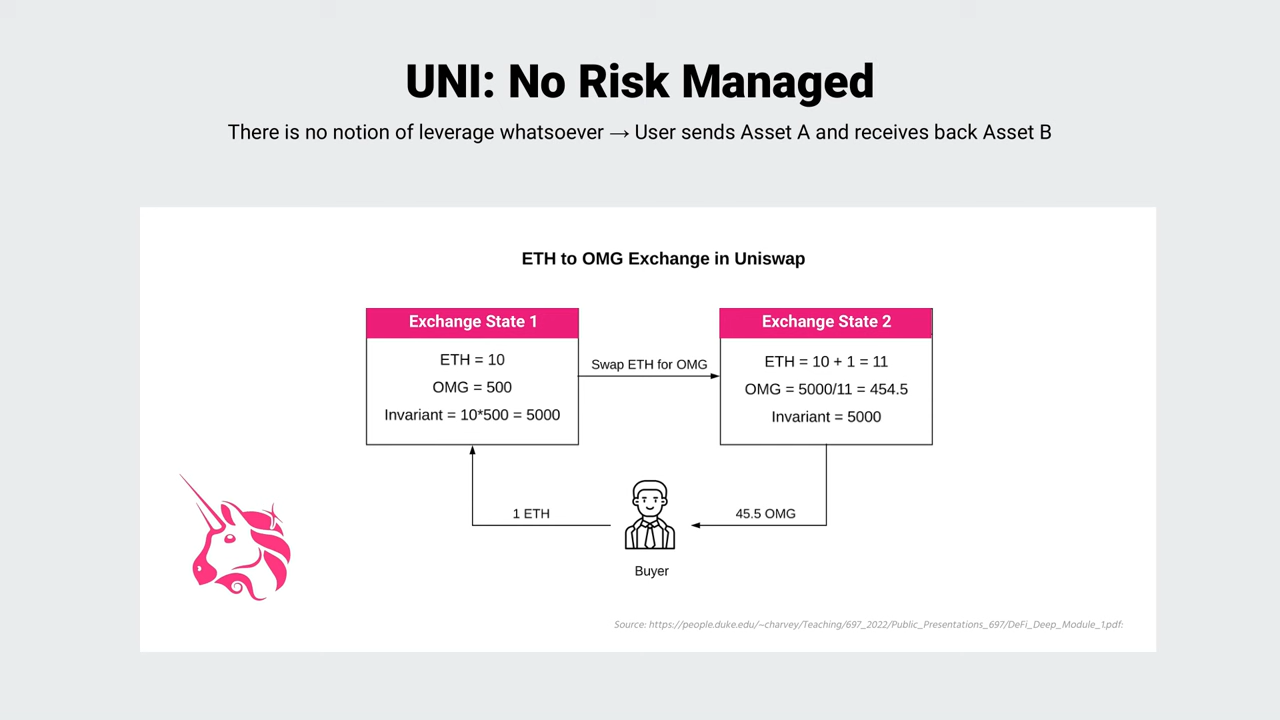 UNI: No Risk Managed
There is no notion of leverage whatsoever → User sends Asset A and receives back Asset B
ETH to OMG Exchange in Uniswap
Exchange State 1
ETH = 10
OMG = 500
Invariant = 10*500 = 5000
Swap ETH for OMG
Exchange State 2
ETH = 10 + 1 = 11
OMG = 5000/11 = 454.5
Invariant = 5000
1 ETH
45.5 OMG
Buyer
Source: https://people.duke.edu/~charvey/Teaching/697_2022/Public_Presentations_697/DeFi_Deep_Module_1.pdf: